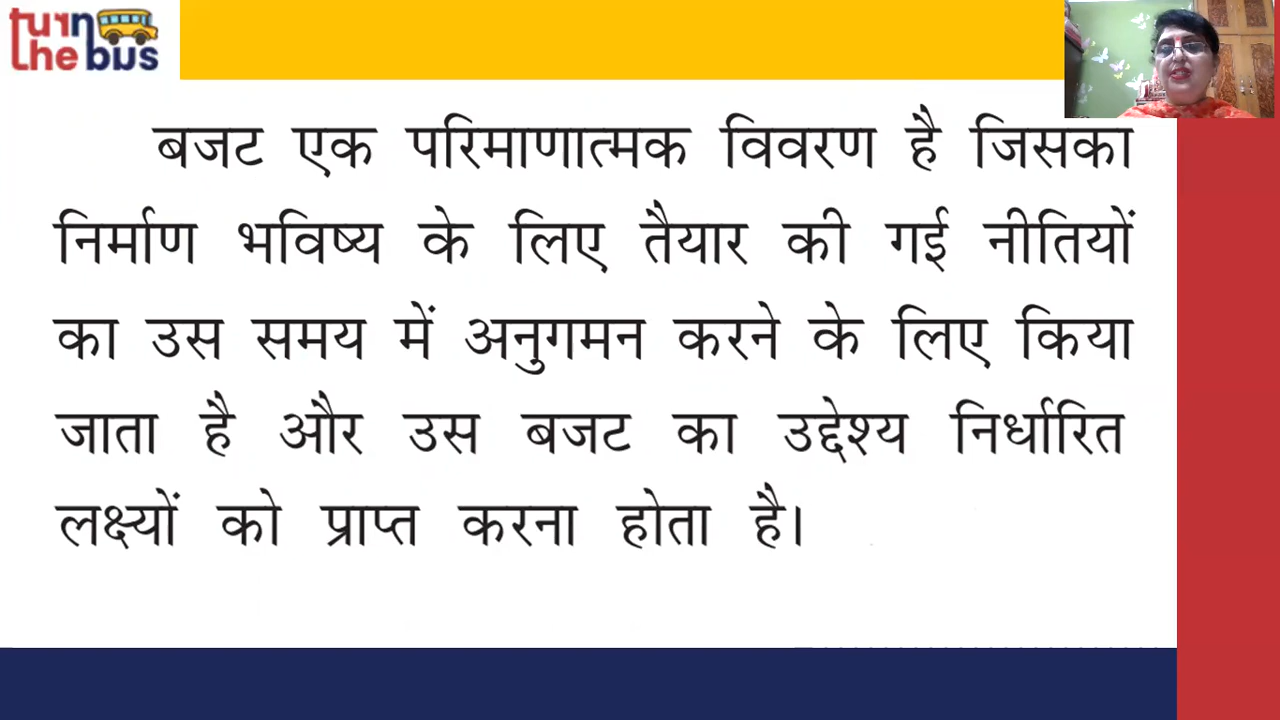 turn
the bus
बजट एक परिमाणात्मक विवरण है जिसका
निर्माण भविष्य के लिए तैयार की गई नीतियों
का उस समय में अनुगमन करने के लिए किया
जाता है और उस बजट का उद्देश्य निर्धारित
लक्ष्यों को प्राप्त करना होता है।